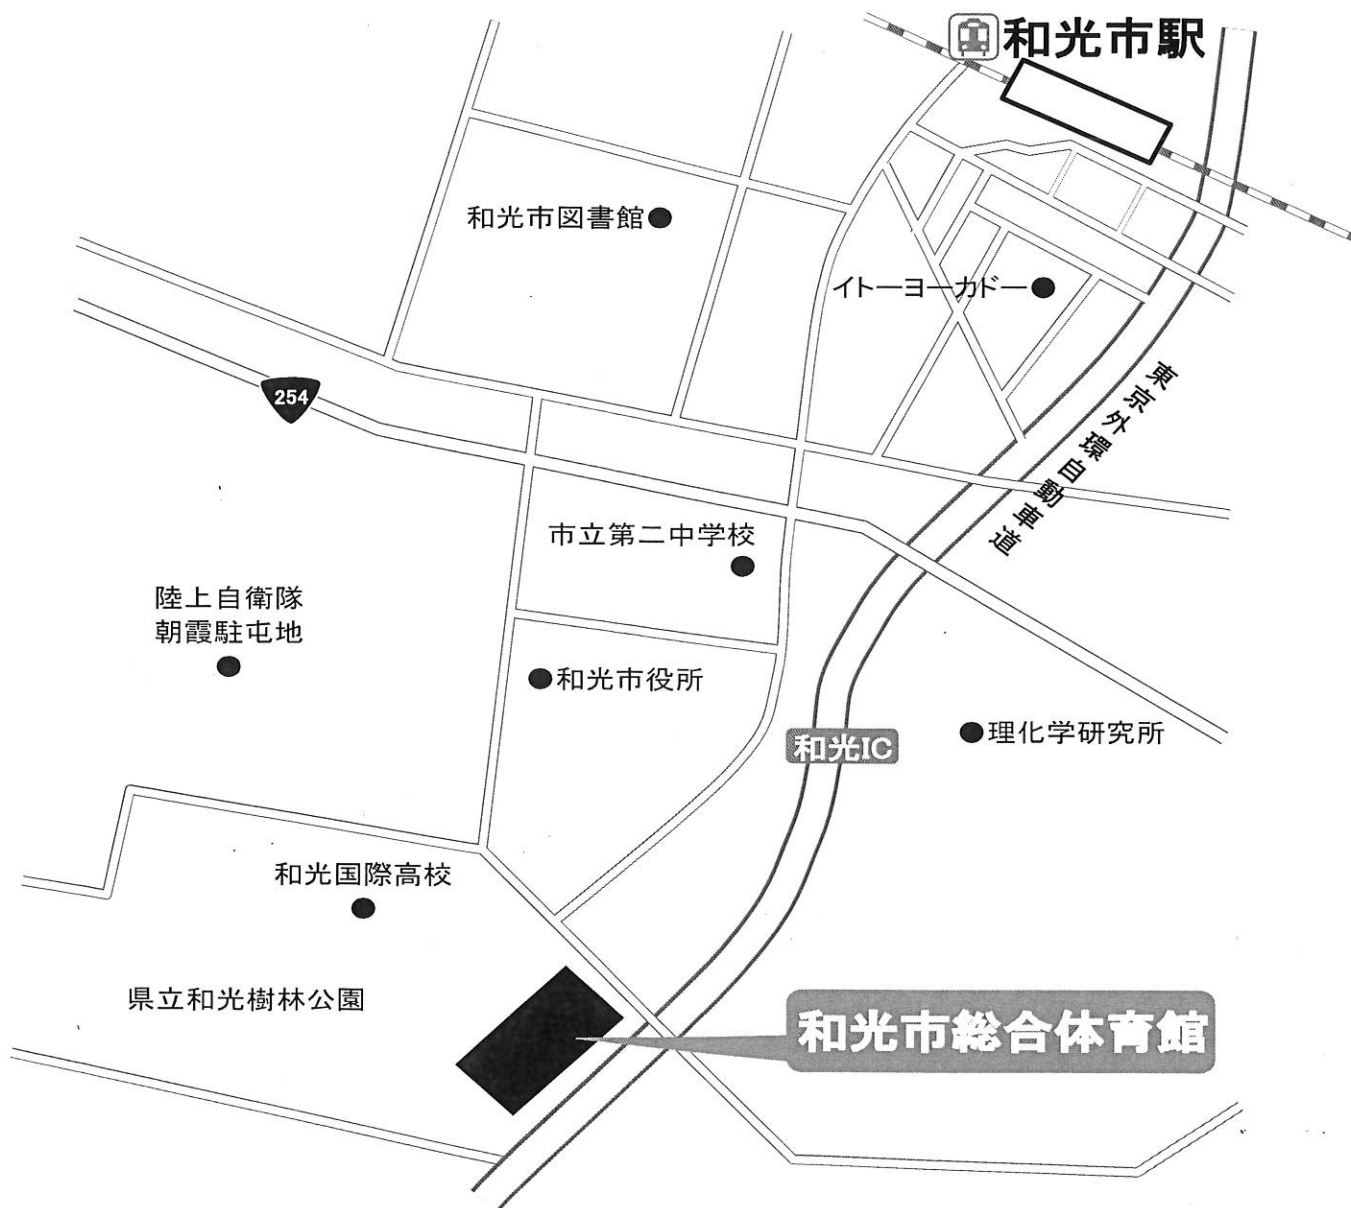 和光市駅
和光市図書館
イトーヨーカドー
254
東京外環自動車道
市立第二中学校
陸上自衛隊
朝霞駐屯地
和光市役所
和光IC
理化学研究所
和光国際高校
県立和光樹林公園
和光市総合体育館